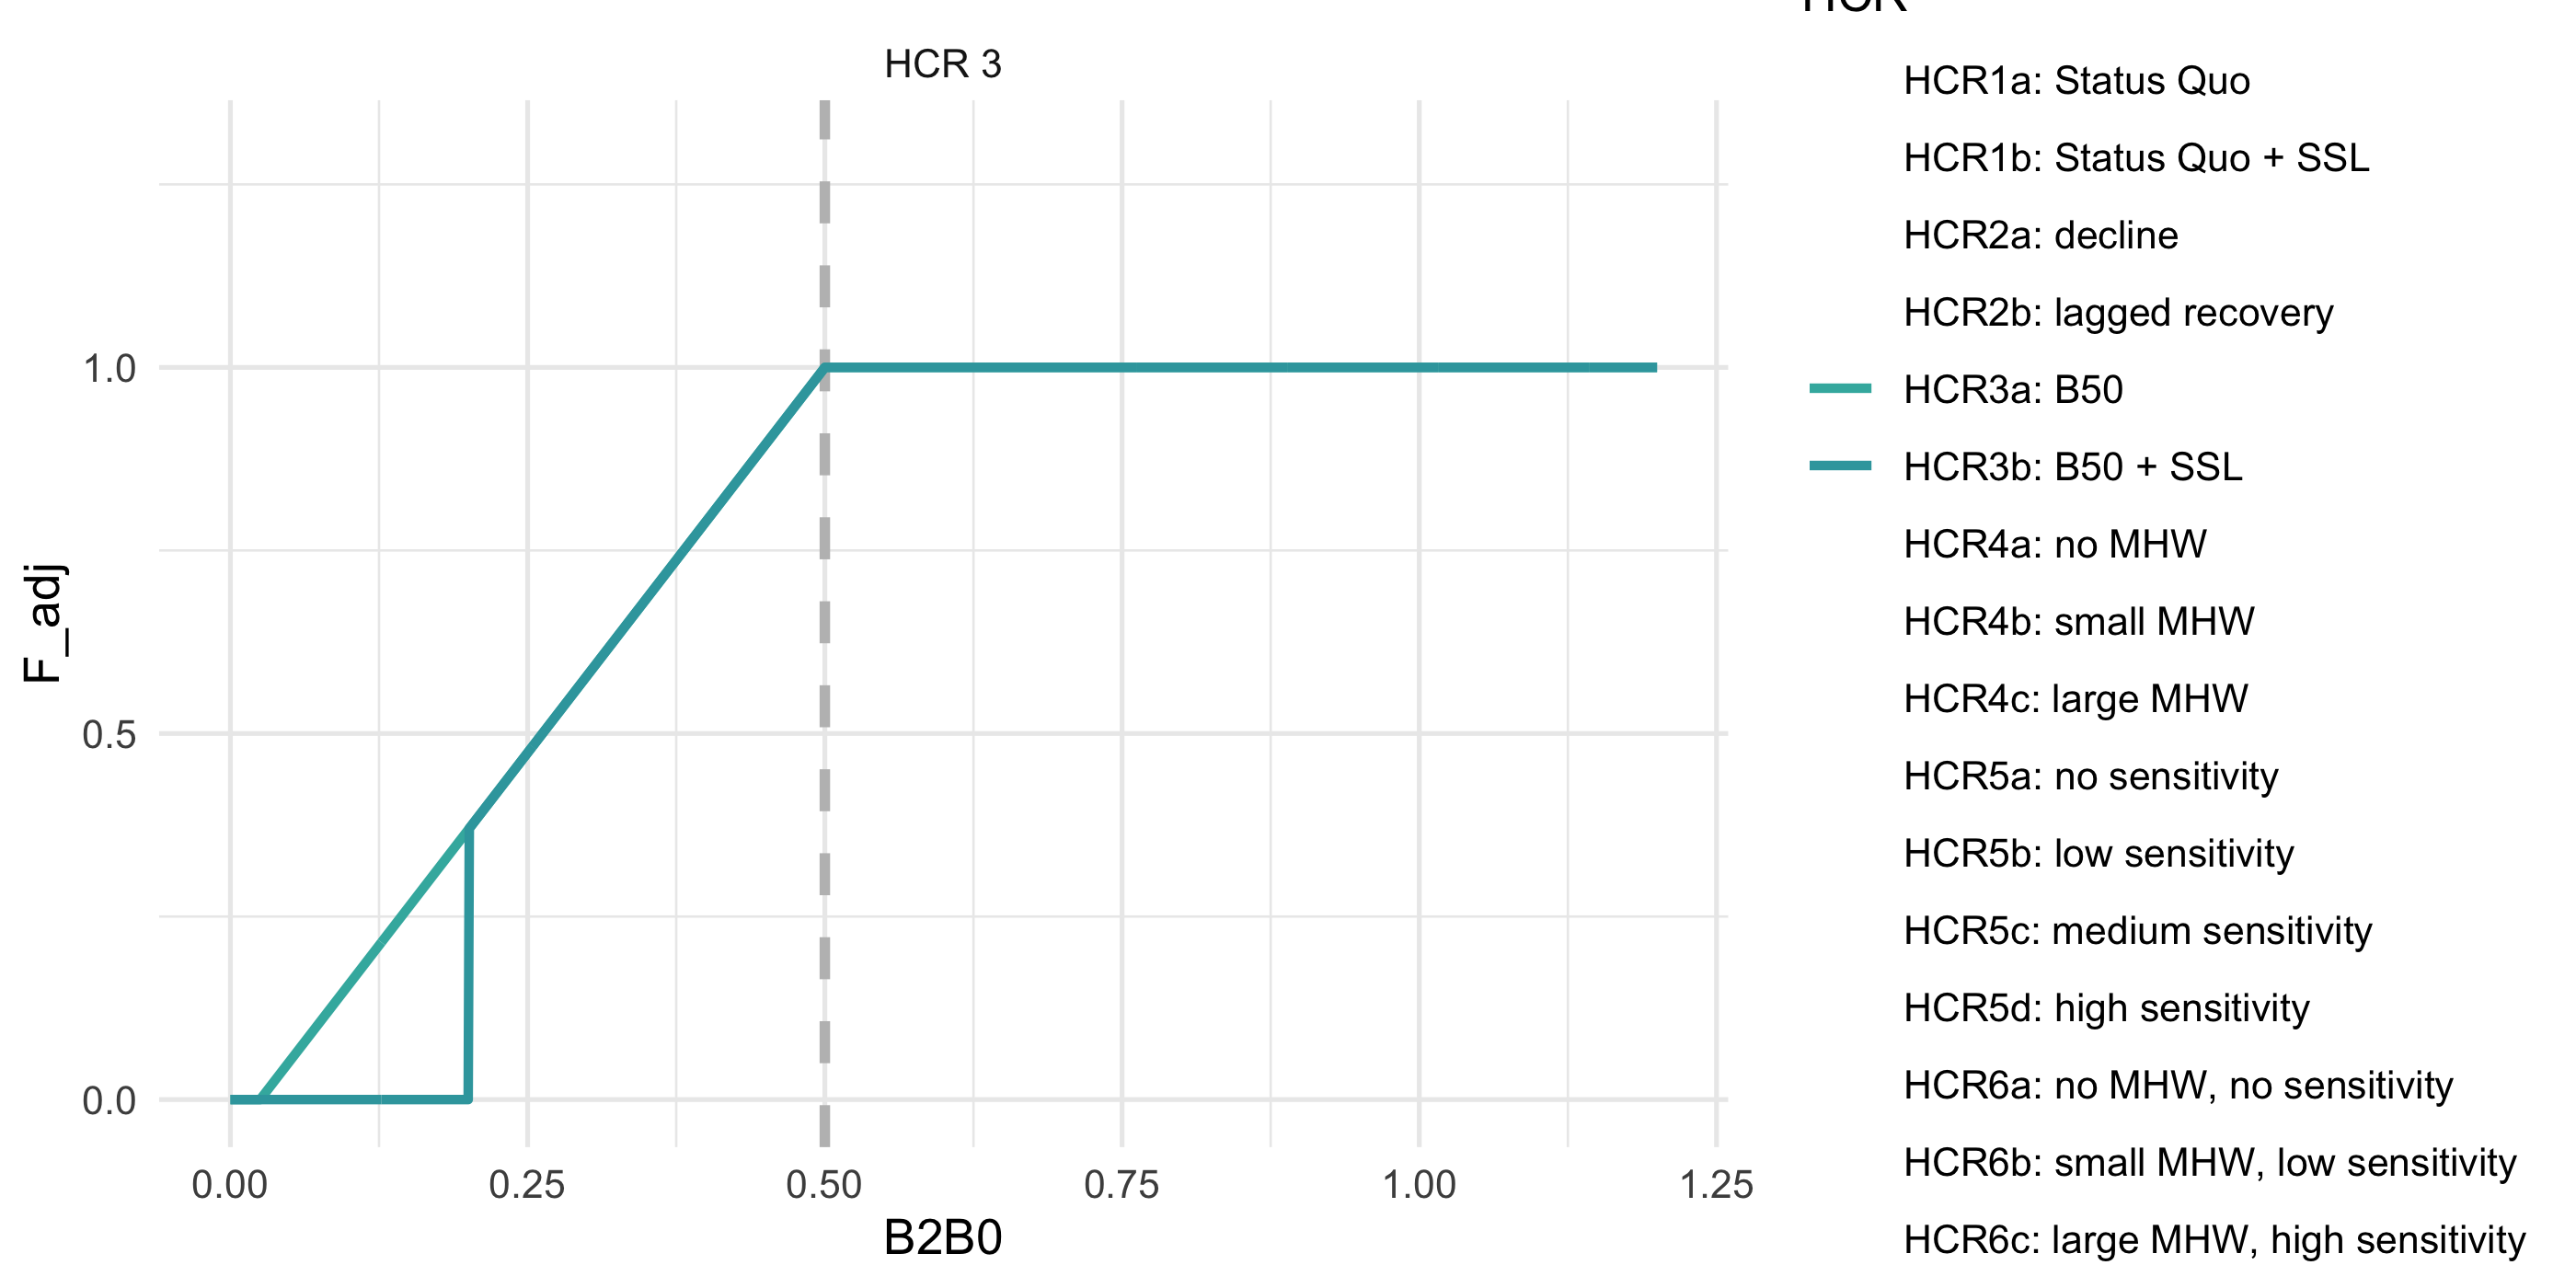 HCR
HCR 3
HCR1a: Status Quo
HCR1b: Status Quo + SSL
HCR2a: decline
HCR2b: lagged recovery
HCR3a: B50
HCR3b: B50 + SSL
HCR4a: no MHW
HCR4b: small MHW
HCR4c: large MHW
HCR5a: no sensitivity
HCR5b: low sensitivity
HCR5c: medium sensitivity
HCR5d: high sensitivity
HCR6a: no MHW, no sensitivity
HCR6b: small MHW, low sensitivity
HCR6c: large MHW, high sensitivity
F_adj
1.0
0.5
0.0
0.00 0.25 0.50 0.75 1.00 1.25
B2B0